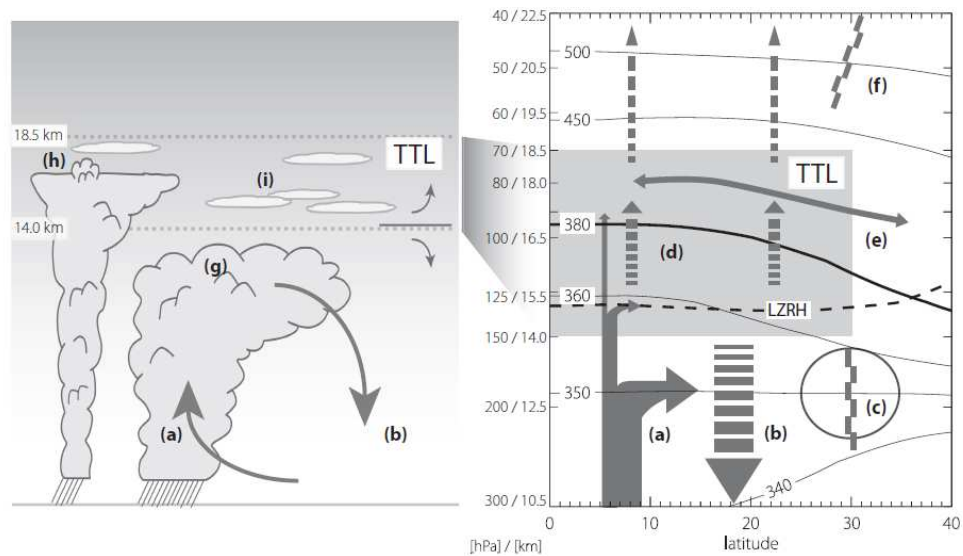 18.5 km
(h)
TTL
(i)
14.0 km
(g)
(a)
(b)
40 / 22.5
500
50 / 20.5
(f)
60 / 19.5
450
70 / 18.5
TTL
80 / 18.0
380
(e)
100 / 16.5
(d)
125 / 15.5
360
LZRH
150 / 14.0
350
(c)
200 / 12.5
(a)
(b)
340
300 / 10.5
0
10
20
30
40
[hPa] / [km]
latitude